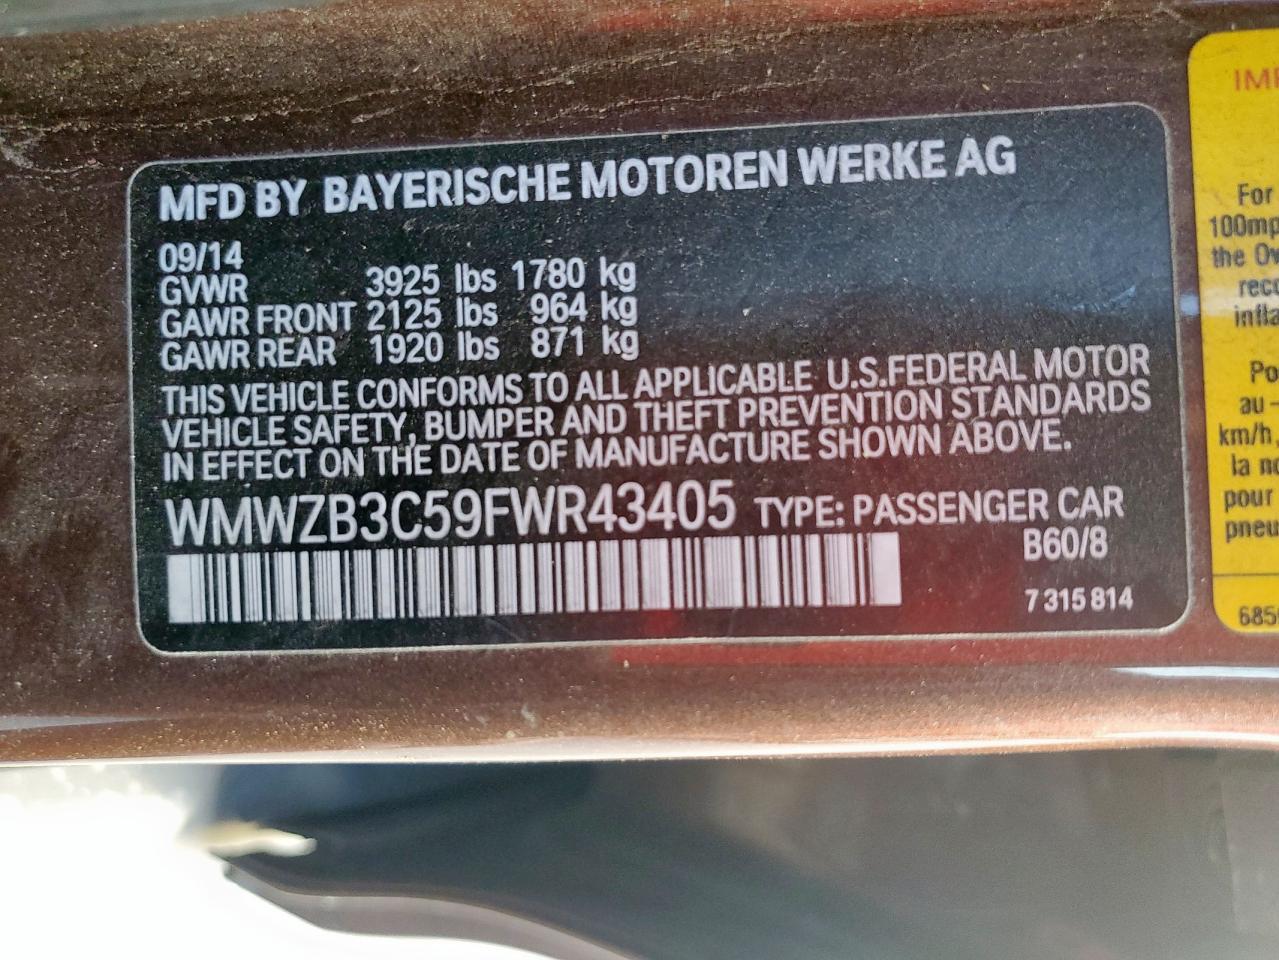 MFD BY BAYERISCHE MOTOREN WERKE AG
09/14
GVWR 3925 lbs 1780 kg
GAWR FRONT 2125 lbs 964 kg
GAWR REAR 1920 lbs 871 kg
THIS VEHICLE CONFORMS TO ALL APPLICABLE U.S.FEDERAL MOTOR
VEHICLE SAFETY, BUMPER AND THEFT PREVENTION STANDARDS
IN EFFECT ON THE DATE OF MANUFACTURE SHOWN ABOVE.
WMWZB3C59FWR43405 TYPE: PASSENGER CAR
B60/8
7 315 814
For
the
au –
km/h,
la
pour